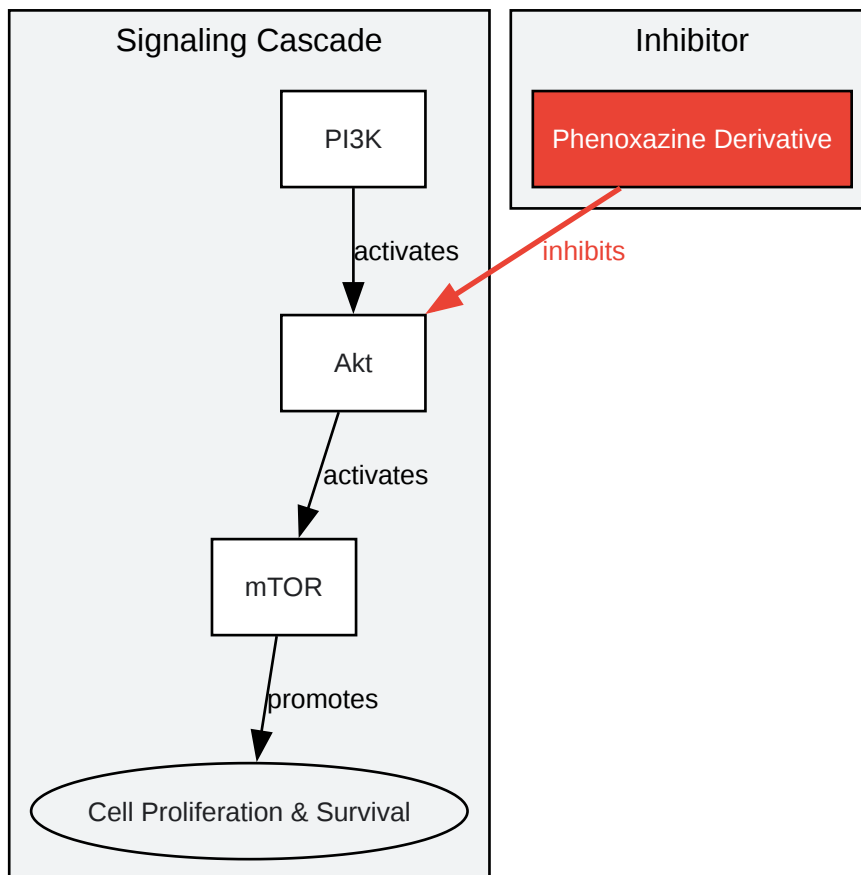 Signaling Cascade
Inhibitor
PI3K
Phenoxazine Derivative
activates
inhibits
Akt
activates
mTOR
promotes
Cell Proliferation & Survival